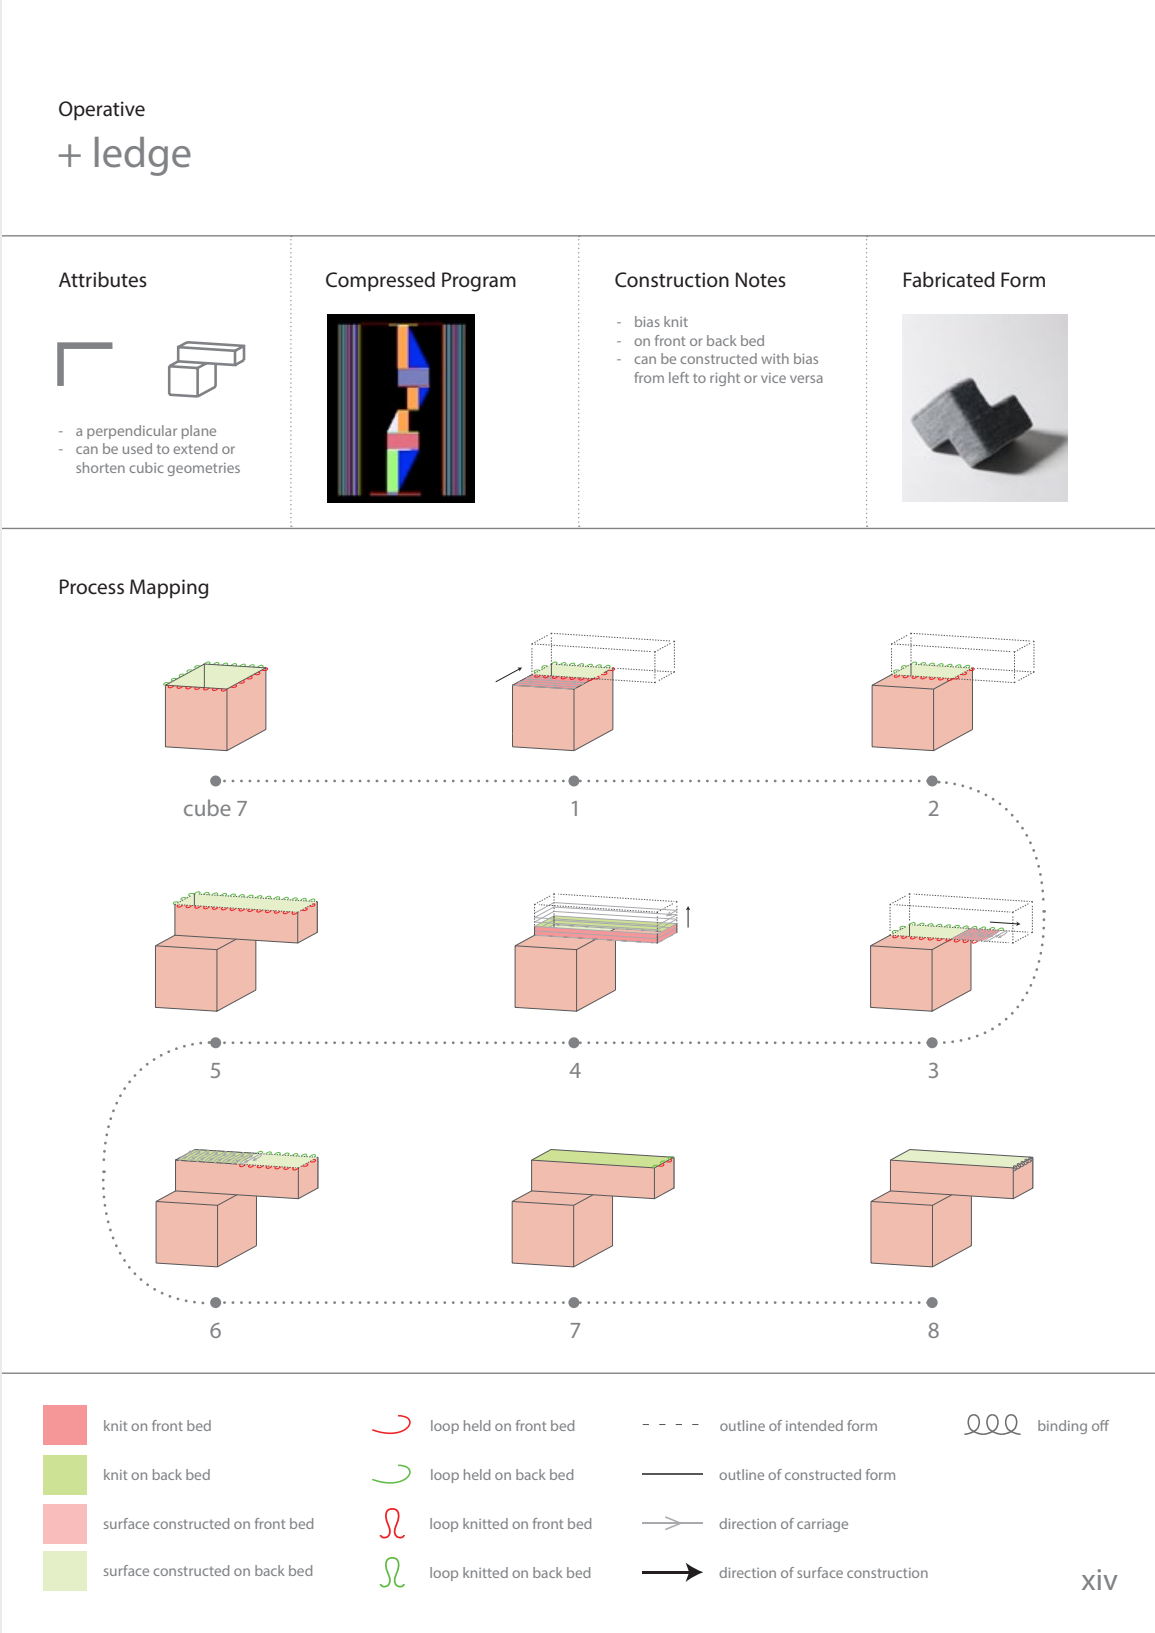 Operative
+ ledge
Attributes
- a perpendicular plane
- can be used to extend or
shorten cubic geometries
Compressed Program
Construction Notes
- bias knit
- on front or back bed
- can be constructed with bias
from left to right or vice versa
Fabricated Form
Process Mapping
cube 7
1
2
5
4
3
6
7
8
knit on front bed
knit on back bed
surface constructed on front bed
surface constructed on back bed
loop held on front bed
loop held on back bed
loop knitted on front bed
loop knitted on back bed
outline of intended form
outline of constructed form
direction of carriage
direction of surface construction
binding off
xiv